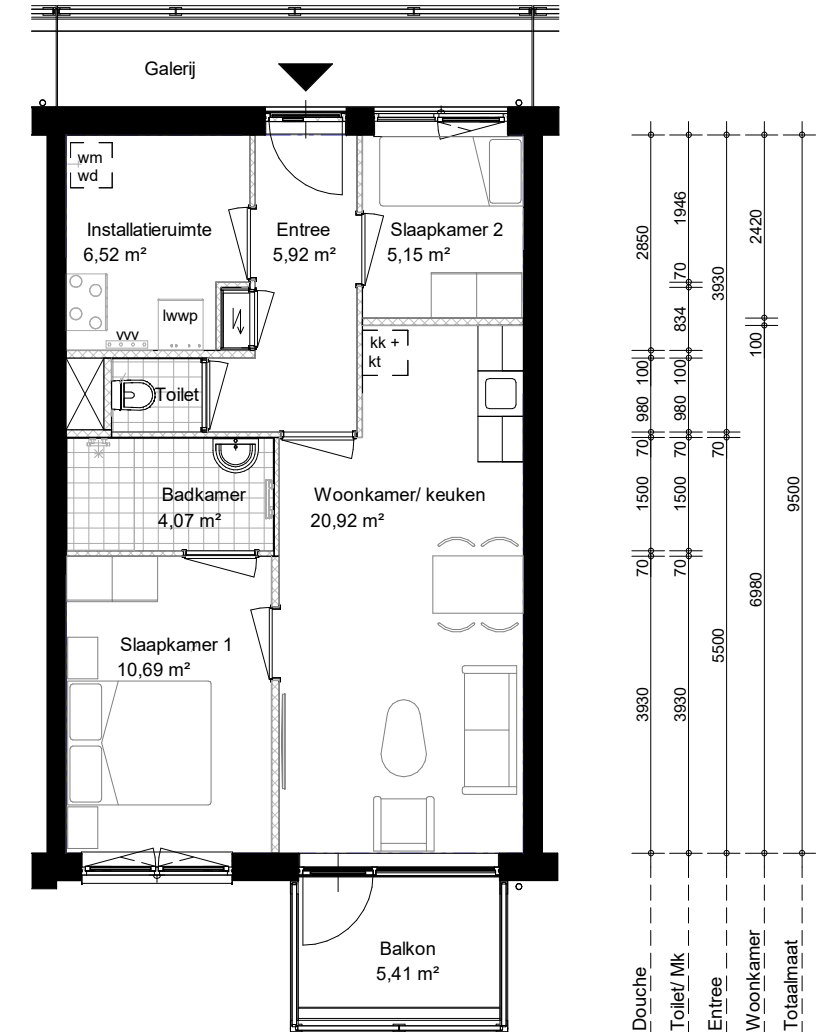 Galerij
wm
wd
Installatieruimte
6,52 m²
Entree
5,92 m²
Slaapkamer 2
5,15 m²
lwwp
vvv
kk +
kt
Toilet
Badkamer
4,07 m²
Woonkamer/ keuken
20,92 m²
Slaapkamer 1
10,69 m²
Balkon
5,41 m²
2850
100
980
70
1500
70
3930
Douche
1946
70
834
100
980
70
1500
70
3930
Toilet/ Mk
3930
70
5500
Entree
2420
100
6980
Woonkamer
9500
Totaalmaat